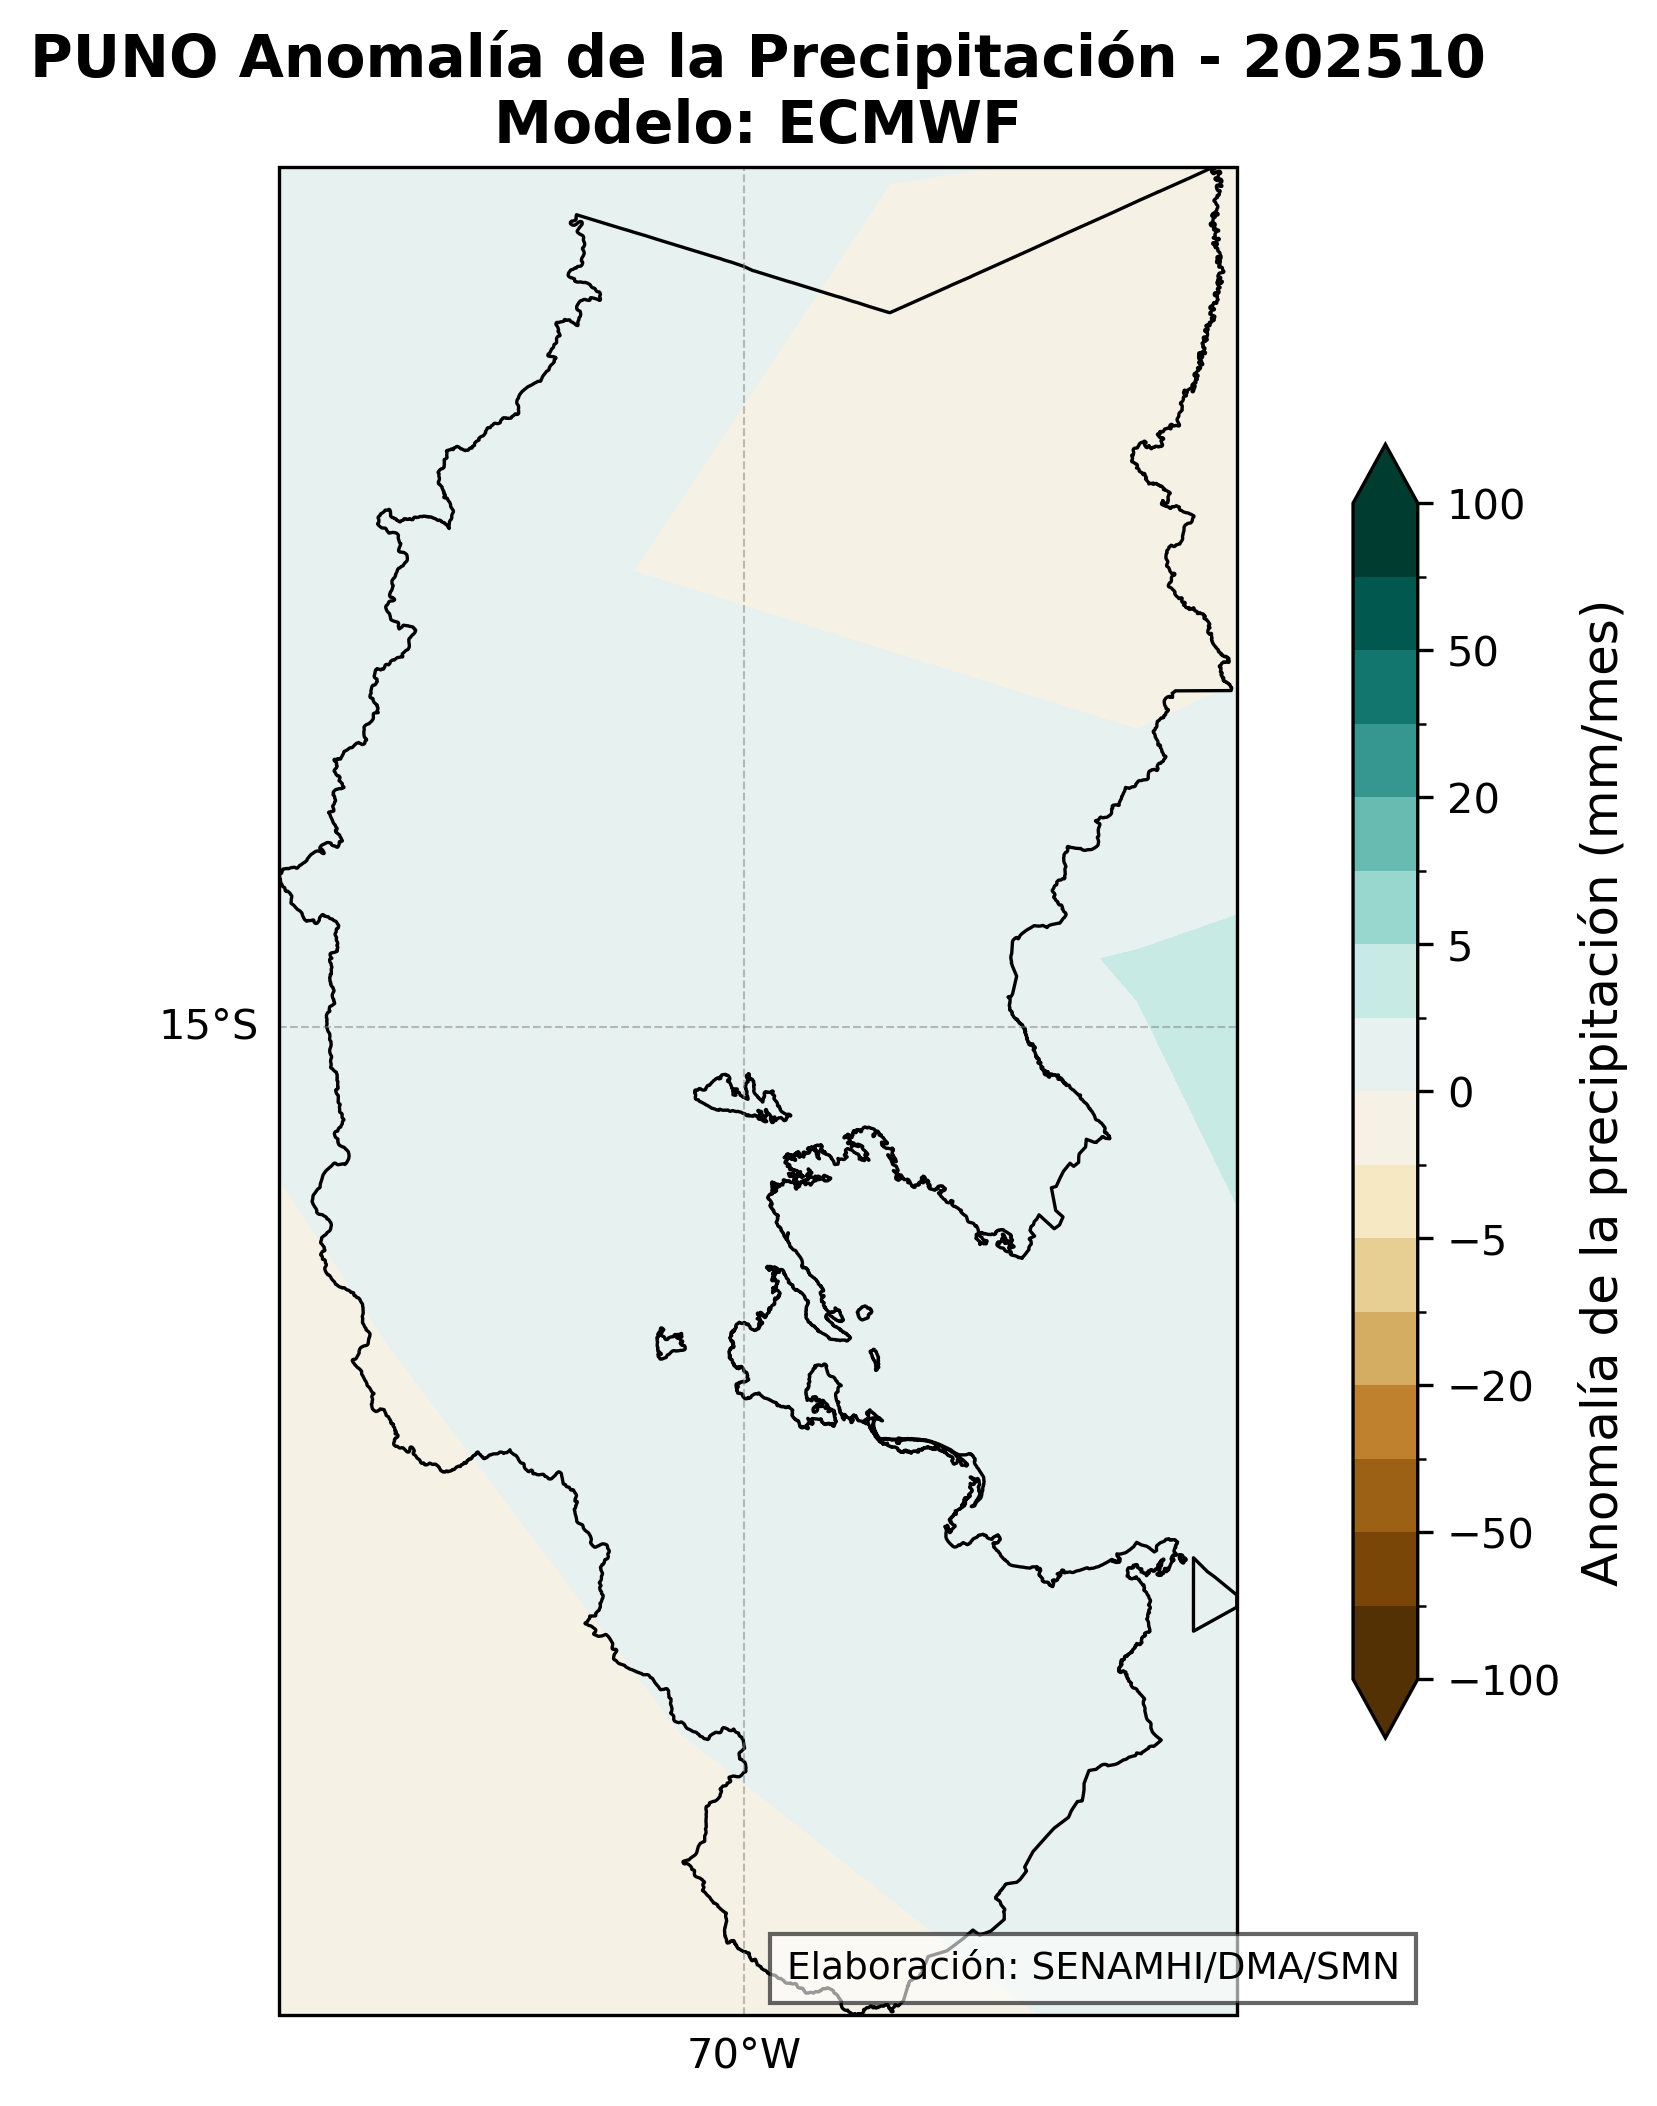 PUNO Anomalía de la Precipitación - 202510
Modelo: ECMWF
15°S
70°W
100
50
20
5
0
−5
−20
−50
−100
Anomalía de la precipitación (mm/mes)
Elaboración: SENAMHI/DMA/SMN